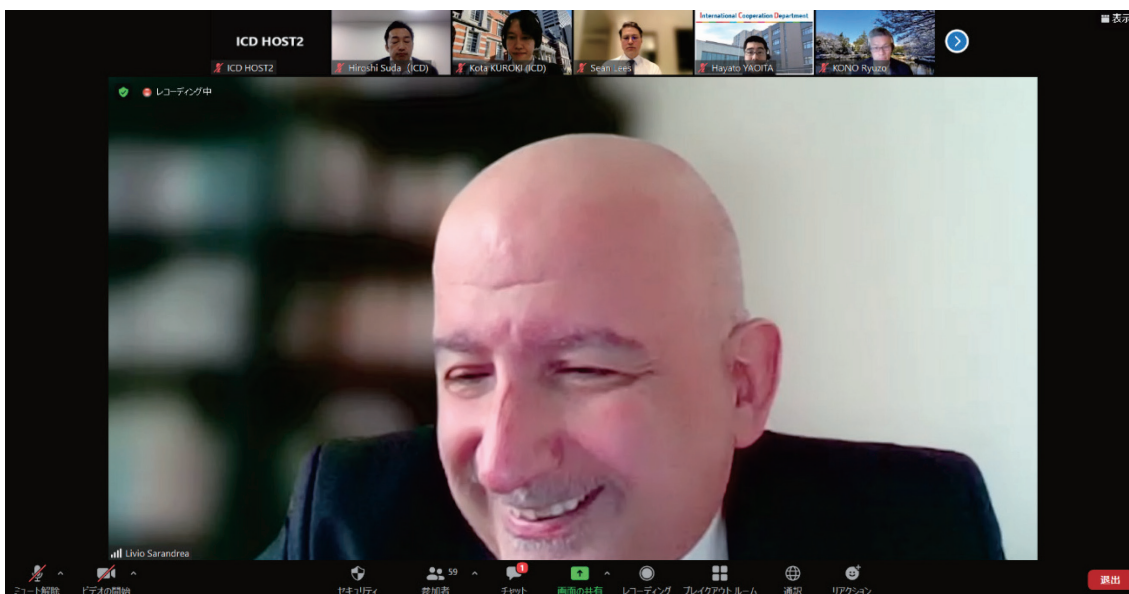 International Cooperation Department
表示
ICD HOST2
ICD HOST2
Hiroshi Suda (ICD)
Kota KUROKI (ICD)
Sean Lees
Hayato YAOITA
KONO Ryuzo
レコーディング中
Livio Sarandrea
59
1
ミュート解除
ビデオの開始
セキュリティ
参加者
チャット
画面の共有
レコーディング
ブレイクアウト ルーム
通訳
リアクション
退出